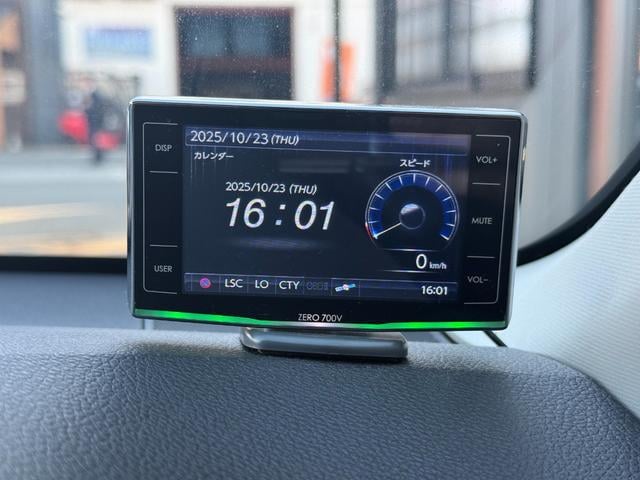 2025/10/23(THU)
DISP
カレンダー
スピード
VOL+
2025/10/23 (THU)
16:01
MUTE
USER
0 km/h
VOL−
LSC LO CTY OBDⅡ
16:01
ZERO 700V